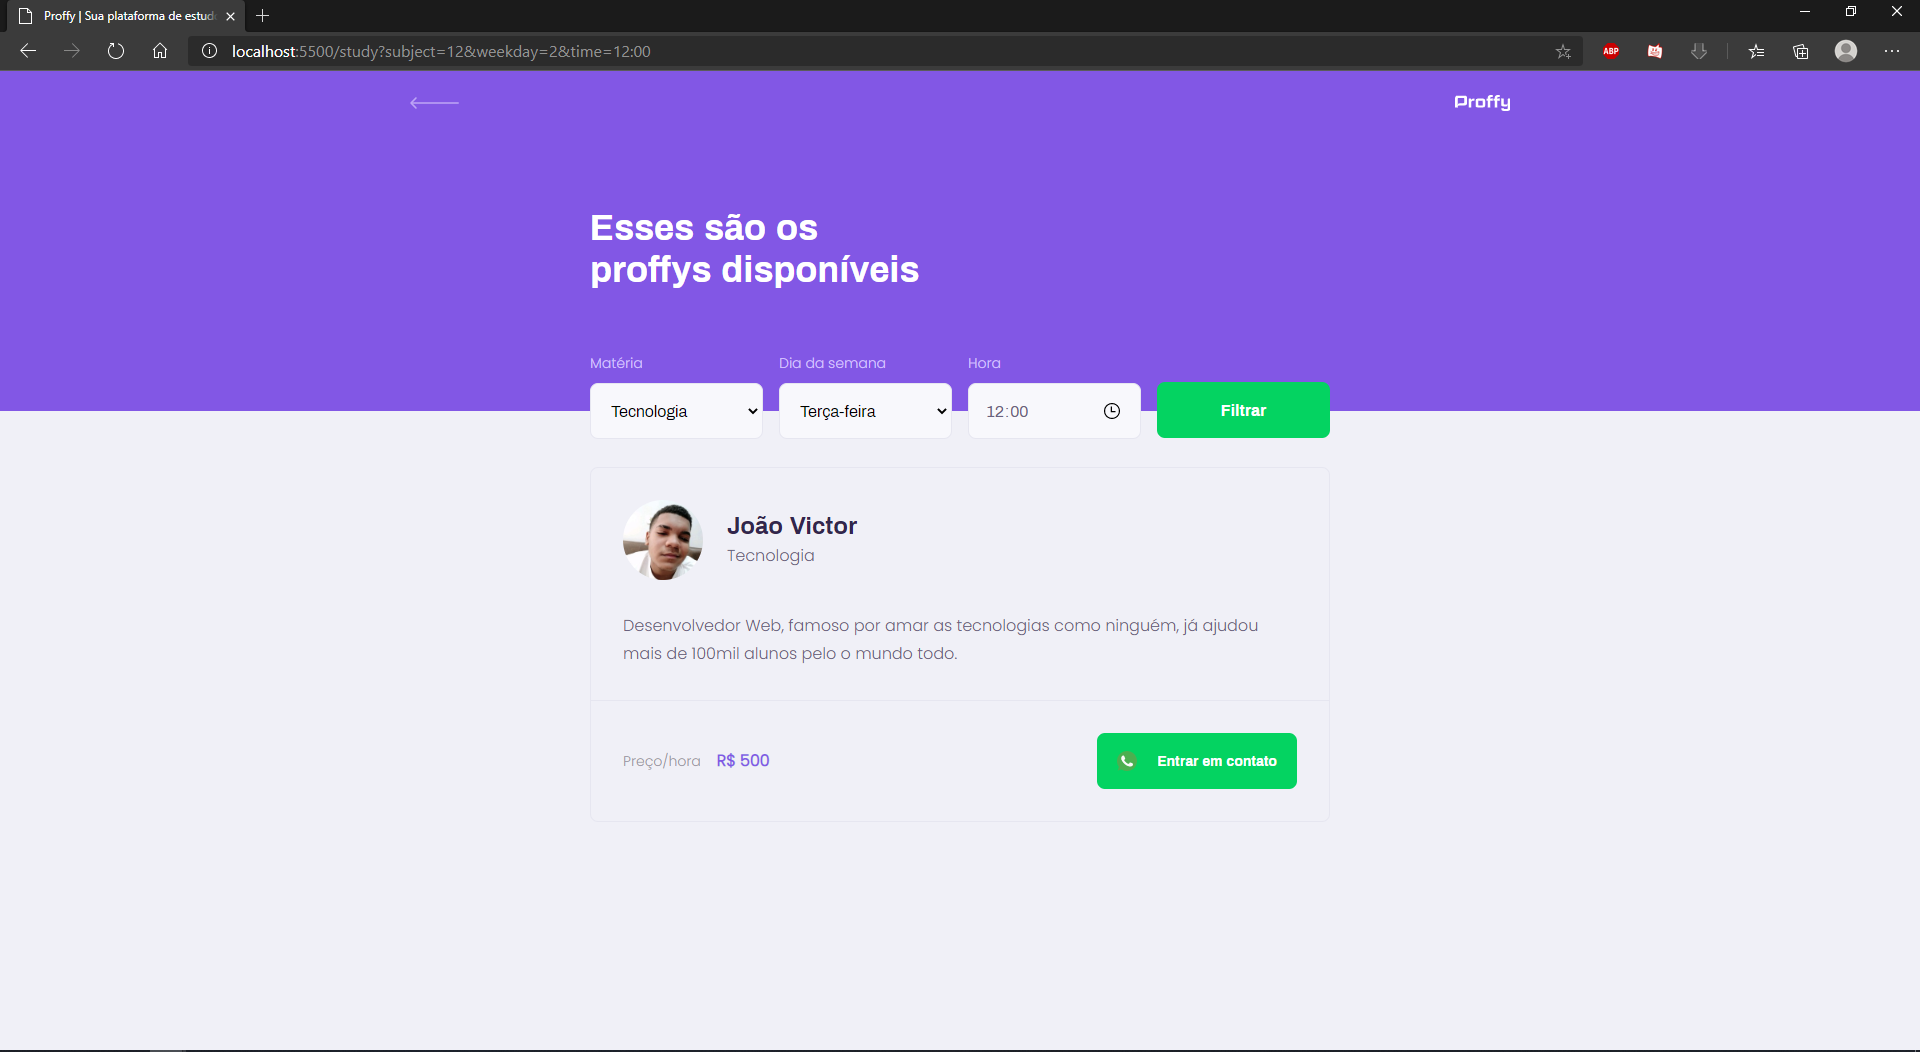 Proffy | Sua plataforma de estud
localhost:5500/study?subject=12&weekday=2&time=12:00
ABP
Proffy
Esses são os
proffys disponíveis
Matéria
Dia da semana
Hora
Tecnologia
Terça-feira
12:00
Filtrar
João Victor
Tecnologia
Desenvolvedor Web, famoso por amar as tecnologias como ninguém, já ajudou
mais de 100mil alunos pelo o mundo todo.
Preço/hora R$ 500
Entrar em contato